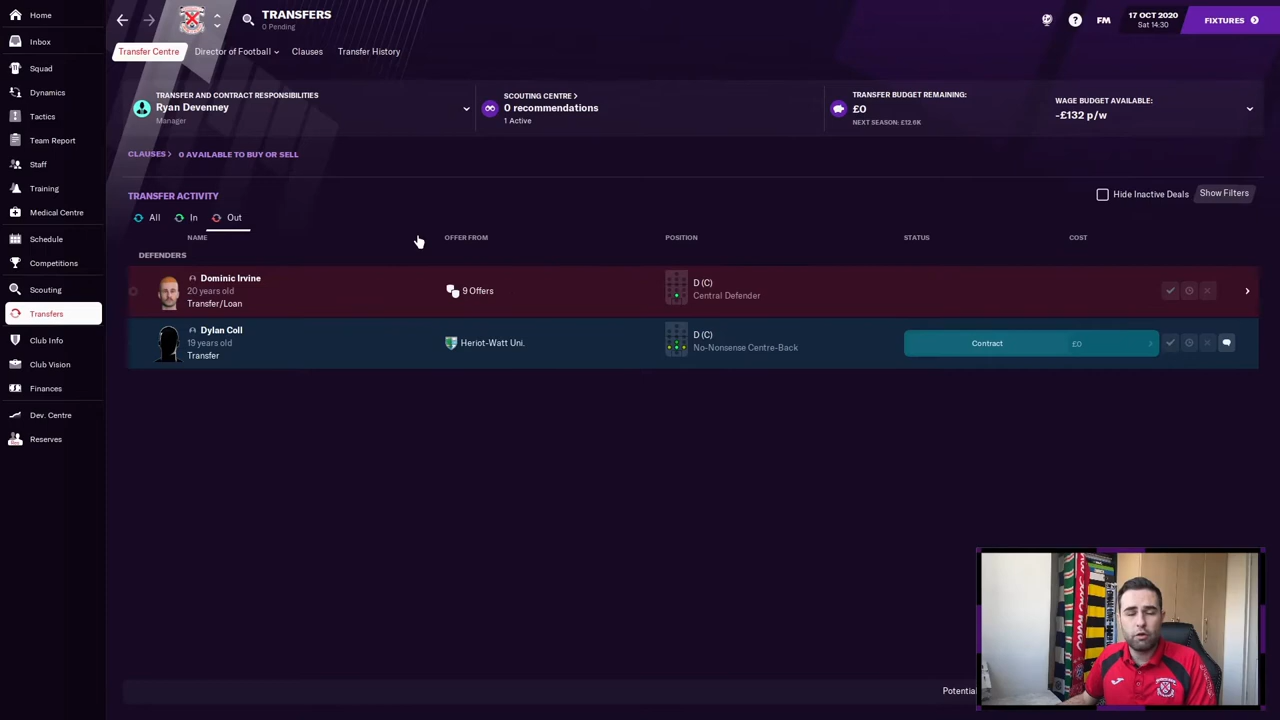 Home
Inbox
Squad
Dynamics
Tactics
Team Report
Staff
Training
Medical Centre
Schedule
Competitions
Scouting
Transfers
Club Info
Club Vision
Finances
Dev. Centre
Reserves
TRANSFERS
0 Pending
FM
17 OCT 2020
Sat 14:30
FIXTURES
Transfer Centre
Director of Football
Clauses
Transfer History
TRANSFER AND CONTRACT RESPONSIBILITIES
Ryan Devenney
Manager
SCOUTING CENTRE
0 recommendations
1 Active
TRANSFER BUDGET REMAINING:
£0
NEXT SEASON: £12.6K
WAGE BUDGET AVAILABLE:
-£132 p/w
CLAUSES 0 AVAILABLE TO BUY OR SELL
TRANSFER ACTIVITY
Hide Inactive Deals
Show Filters
All In Out
NAME OFFER FROM POSITION STATUS COST
DEFENDERS
Dominic Irvine
20 years old
Transfer/Loan
9 Offers
D (C)
Central Defender
Dylan Coll
19 years old
Transfer
Heriot-Watt Uni.
D (C)
No-Nonsense Centre-Back
Contract £0
Potential